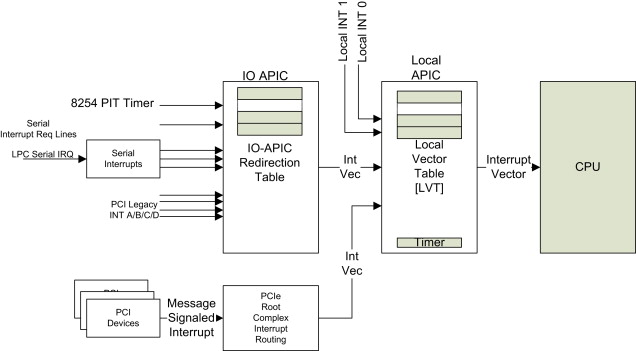 Local INT 1
Local INT 0
IO APIC
Local
APIC
8254 PIT Timer
Serial
Interrupt Req Lines
LPC Serial IRQ
Serial
Interrupts
IO-APIC
Redirection
Table
Int
Vec
Local
Vector
Table
[LVT]
Interrupt
Vector
CPU
PCI Legacy
INT A/B/C/D
Timer
Int
Vec
PCI
Devices
Message
Signaled
Interrupt
PCIe
Root
Complex
Interrupt
Routing